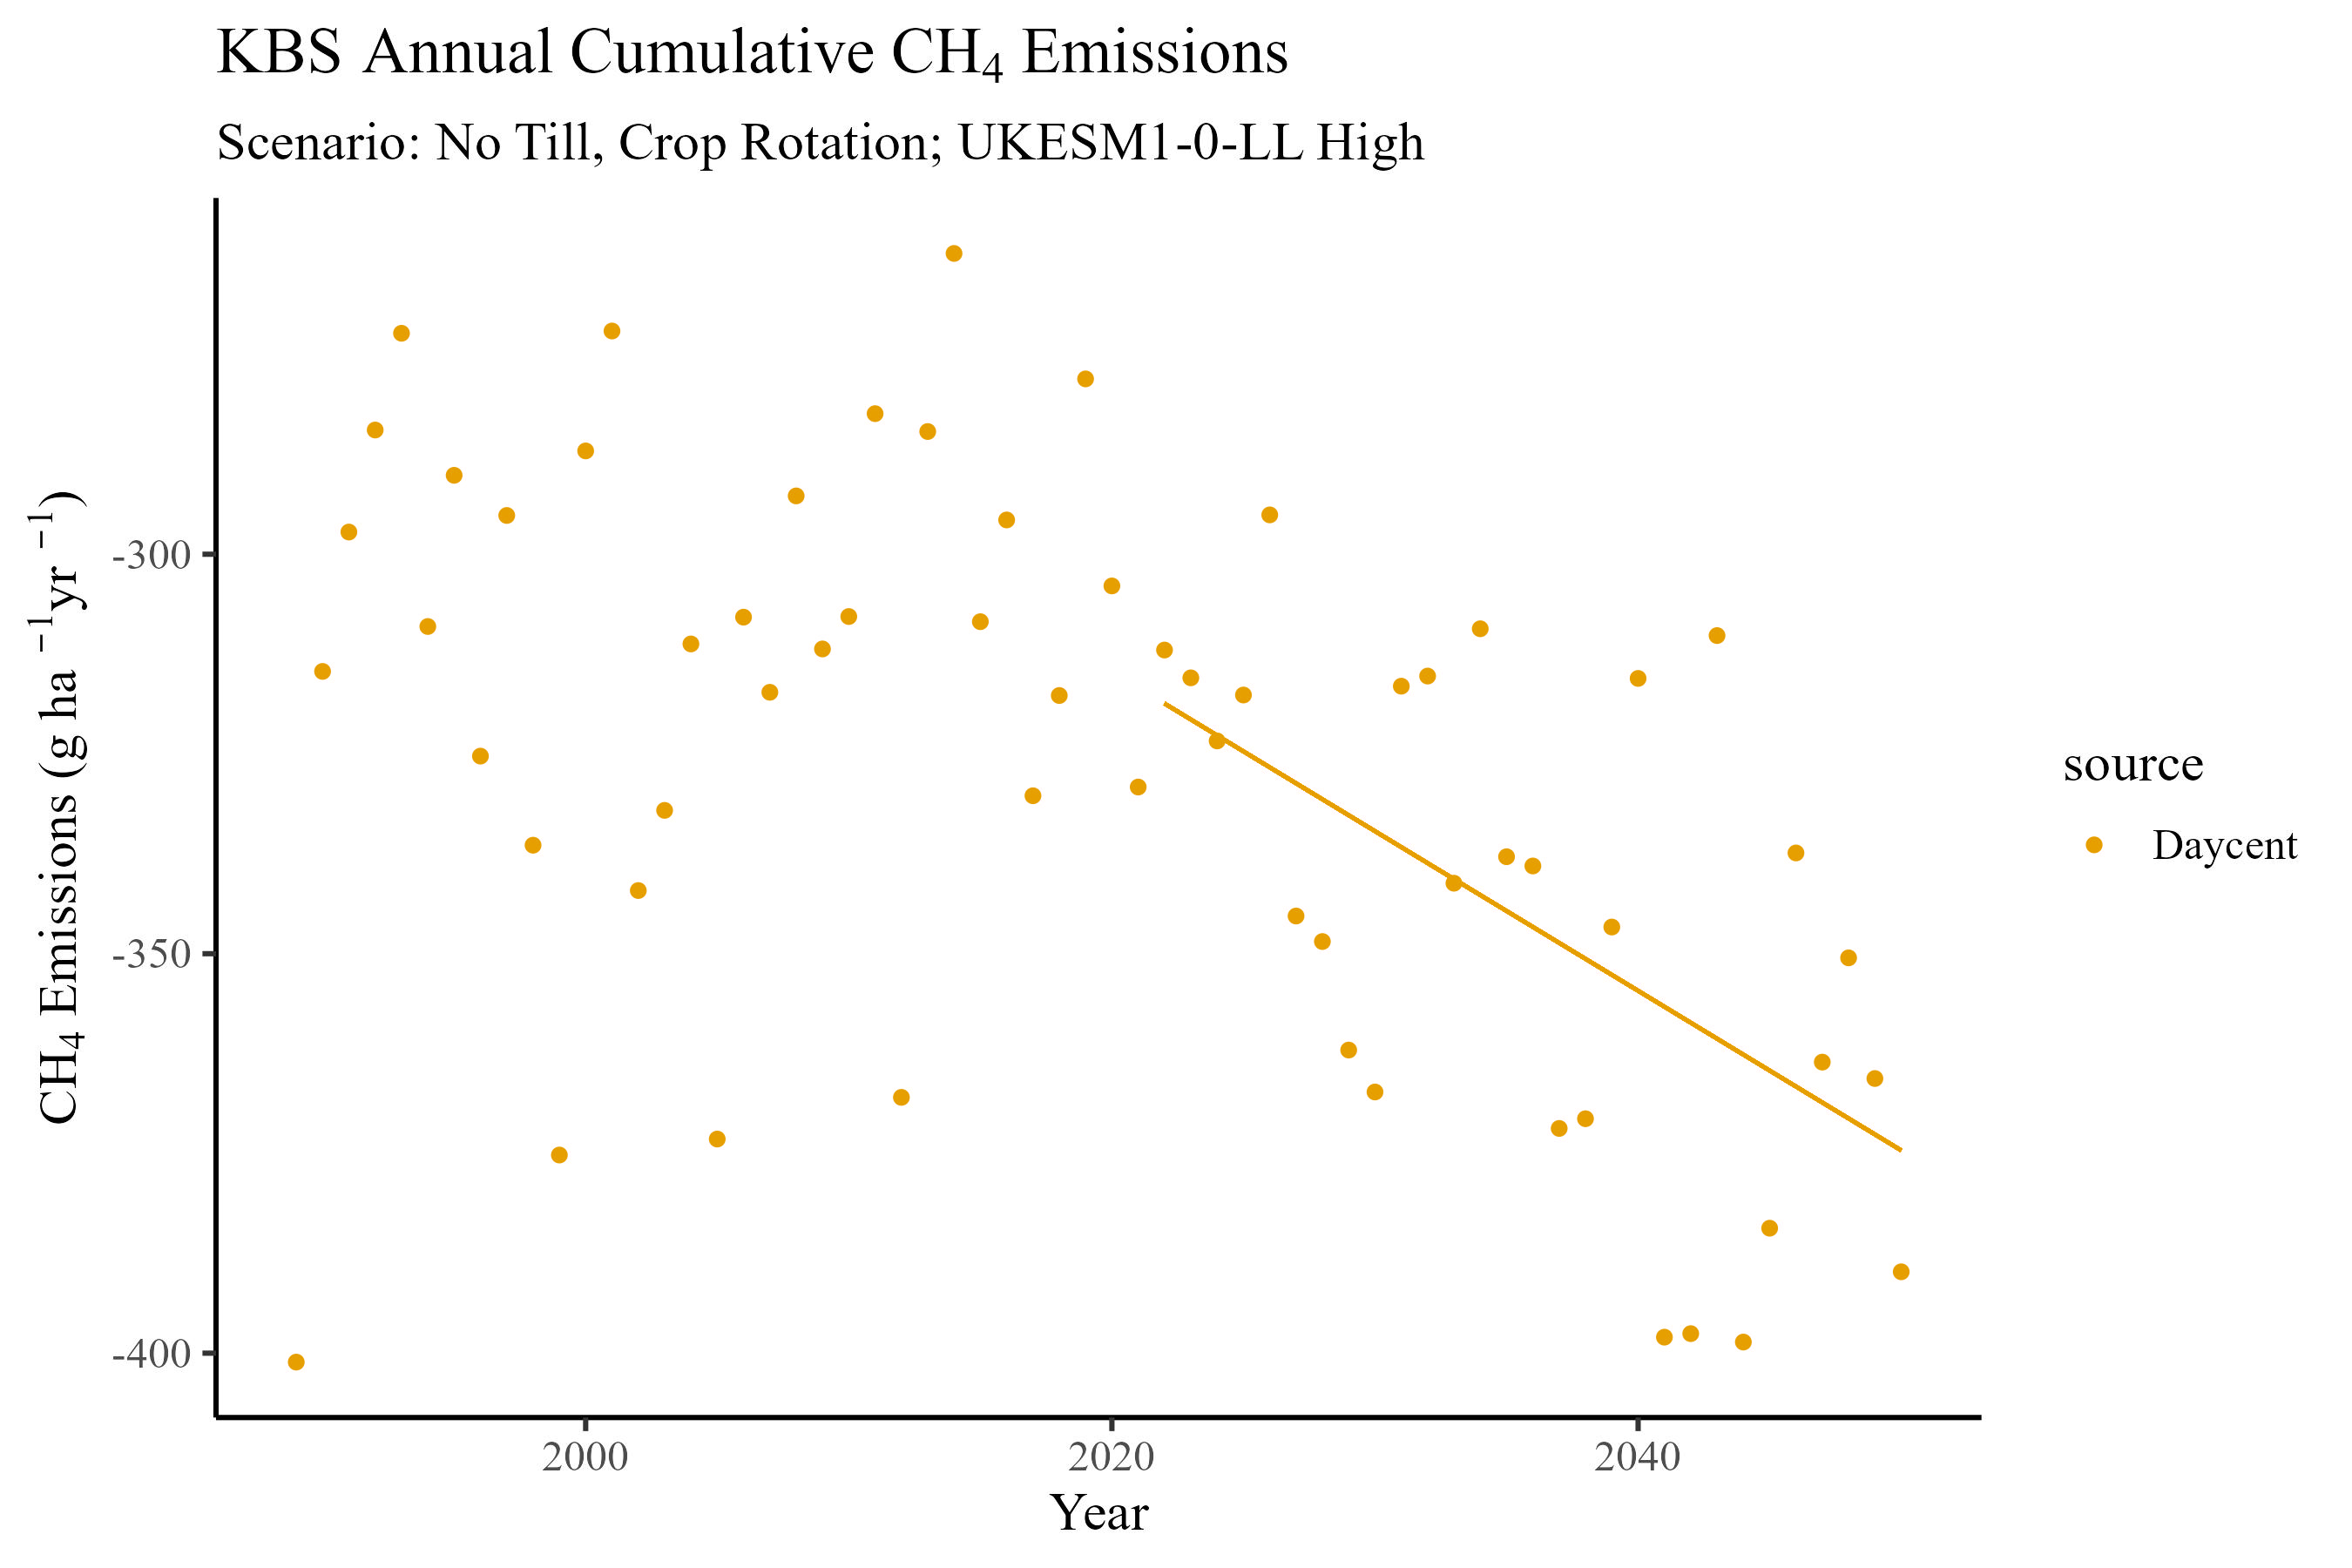 KBS Annual Cumulative CH₄ Emissions
Scenario: No Till, Crop Rotation; UKESM1-0-LL High
CH₄ Emissions (g ha ⁻¹yr ⁻¹)
-300
-350
-400
2000
2020
2040
Year
source
Daycent